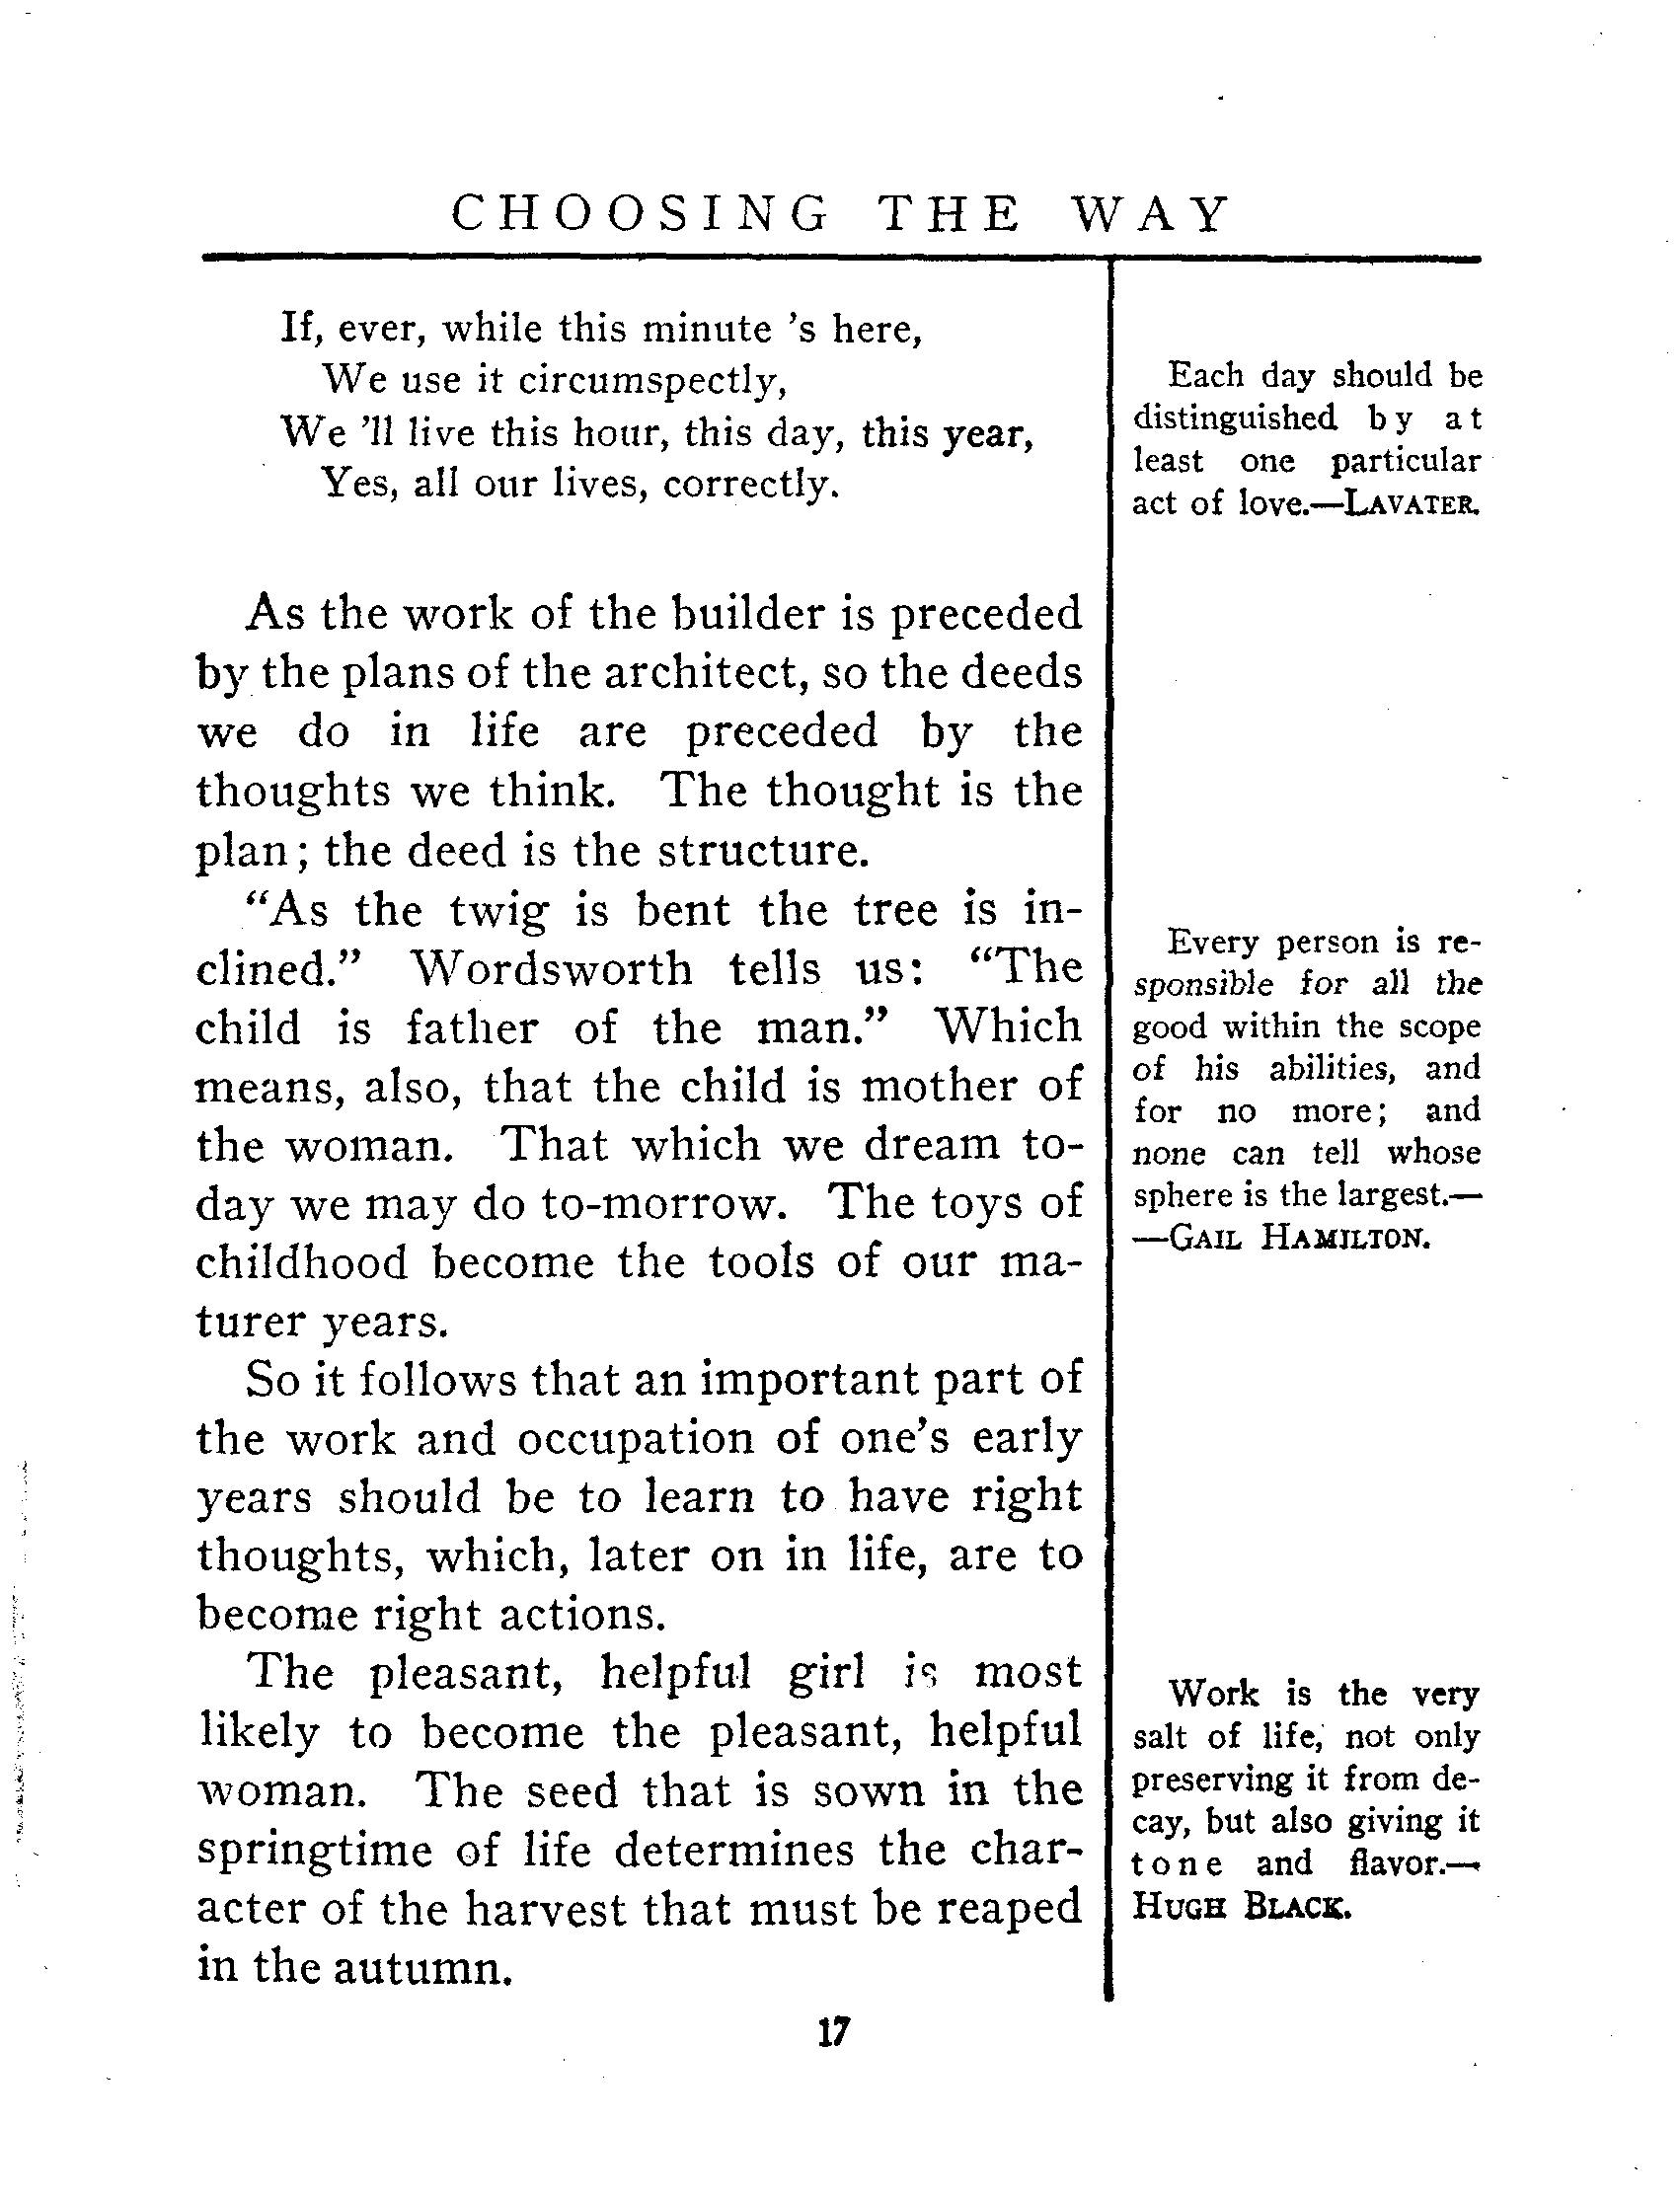 CHOOSING THE WAY
If, ever, while this minute 's here,
We use it circumspectly,
We 'll live this hour, this day, this year,
Yes, all our lives, correctly.
As the work of the builder is preceded
by the plans of the architect, so the deeds
we do in life are preceded by the
thoughts we think. The thought is the
plan; the deed is the structure.
"As the twig is bent the tree is in-
clined." Wordsworth tells us: "The
child is father of the man." Which
means, also, that the child is mother of
the woman. That which we dream to-
day we may do to-morrow. The toys of
childhood become the tools of our ma-
turer years.
So it follows that an important part of
the work and occupation of one's early
years should be to learn to have right
thoughts, which, later on in life, are to
become right actions.
The pleasant, helpful girl is most
likely to become the pleasant, helpful
woman. The seed that is sown in the
springtime of life determines the char-
acter of the harvest that must be reaped
in the autumn.
Each day should be
distinguished by at
least one particular
act of love.—LAVATER.
Every person is re-
sponsible for all the
good within the scope
of his abilities, and
for no more; and
none can tell whose
sphere is the largest.—
—GAIL HAMILTON.
Work is the very
salt of life, not only
preserving it from de-
cay, but also giving it
tone and flavor.—
HUGH BLACK.
17